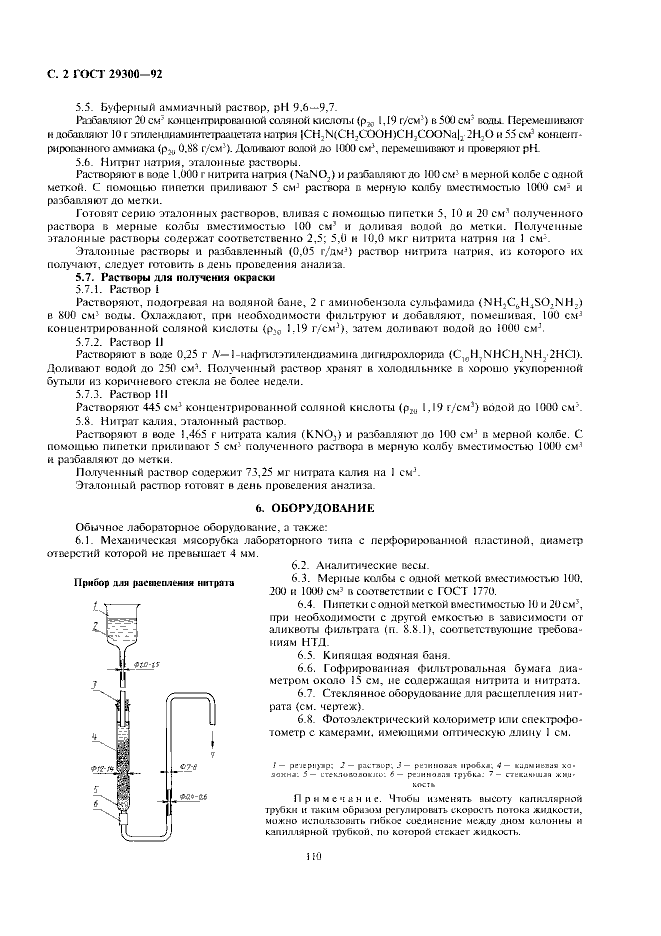 С. 2 ГОСТ 29300—92
5.5. Буферный аммиачный раствор, pH 9,6—9,7.
Разбавляют 20 см³ концентрированной соляной кислоты (ρ₂₀ 1,19 г/см³) в 500 см³ воды. Перемешивают
и добавляют 10 г этилендиаминтетраацетата натрия [CH₂N(CH₂COOH)CH₂COONa]₂·2H₂O и 55 см³ концент-
рированного аммиака (ρ₂₀ 0,88 г/см³). Доливают водой до 1000 см³, перемешивают и проверяют pH.
5.6. Нитрит натрия, эталонные растворы.
Растворяют в воде 1,000 г нитрита натрия (NaNO₂) и разбавляют до 100 см³ в мерной колбе с одной
меткой. С помощью пипетки приливают 5 см³ раствора в мерную колбу вместимостью 1000 см³ и
разбавляют до метки.
Готовят серию эталонных растворов, вливая с помощью пипетки 5, 10 и 20 см³ полученного
раствора в мерные колбы вместимостью 100 см³ и доливая водой до метки. Полученные
эталонные растворы содержат соответственно 2,5; 5,0 и 10,0 мкг нитрита натрия на 1 см³.
Эталонные растворы и разбавленный (0,05 г/дм³) раствор нитрита натрия, из которого их
получают, следует готовить в день проведения анализа.
5.7. Растворы для получения окраски
5.7.1. Раствор I
Растворяют, подогревая на водяной бане, 2 г аминобензола сульфамида (NH₂C₆H₄SO₂NH₂)
в 800 см³ воды. Охлаждают, при необходимости фильтруют и добавляют, помешивая, 100 см³
концентрированной соляной кислоты (ρ₂₀ 1,19 г/см³), затем доливают водой до 1000 см³.
5.7.2. Раствор II
Растворяют в воде 0,25 г N—1-нафтилэтилендиамина дигидрохлорида (C₁₀H₇NHCH₂NH₂·2HCl).
Доливают водой до 250 см³. Полученный раствор хранят в холодильнике в хорошо укупоренной
бутыли из коричневого стекла не более недели.
5.7.3. Раствор III
Растворяют 445 см³ концентрированной соляной кислоты (ρ₂₀ 1,19 г/см³) водой до 1000 см³.
5.8. Нитрат калия, эталонный раствор.
Растворяют в воде 1,465 г нитрата калия (KNO₃) и разбавляют до 100 см³ в мерной колбе. С
помощью пипетки приливают 5 см³ полученного раствора в мерную колбу вместимостью 1000 см³
и разбавляют до метки.
Полученный раствор содержит 73,25 мг нитрата калия на 1 см³.
Эталонный раствор готовят в день проведения анализа.
6. ОБОРУДОВАНИЕ
Обычное лабораторное оборудование, а также:
6.1. Механическая мясорубка лабораторного типа с перфорированной пластиной, диаметр
отверстий которой не превышает 4 мм.
Прибор для расщепления нитрата
1
2
Ф2,0-2,5
3
4
Ф12-14
Ф7-8
7
5
6
Ф0,4-0,6
6.2. Аналитические весы.
6.3. Мерные колбы с одной меткой вместимостью 100,
200 и 1000 см³ в соответствии с ГОСТ 1770.
6.4. Пипетки с одной меткой вместимостью 10 и 20 см³,
при необходимости с другой емкостью в зависимости от
аликвоты фильтрата (п. 8.8.1), соответствующие требова-
ниям НТД.
6.5. Кипящая водяная баня.
6.6. Гофрированная фильтровальная бумага диа-
метром около 15 см, не содержащая нитрита и нитрата.
6.7. Стеклянное оборудование для расщепления нит-
рата (см. чертеж).
6.8. Фотоэлектрический колориметр или спектрофо-
тометр с камерами, имеющими оптическую длину 1 см.
1 — резервуар; 2 — раствор; 3 — резиновая пробка; 4 — кадмиевая ко-
лонна; 5 — стекловолокно; 6 — резиновая трубка; 7 — стекающая жид-
кость
Примечание. Чтобы изменять высоту капиллярной
трубки и таким образом регулировать скорость потока жидкости,
можно использовать гибкое соединение между дном колонны и
капиллярной трубкой, по которой стекает жидкость.
110